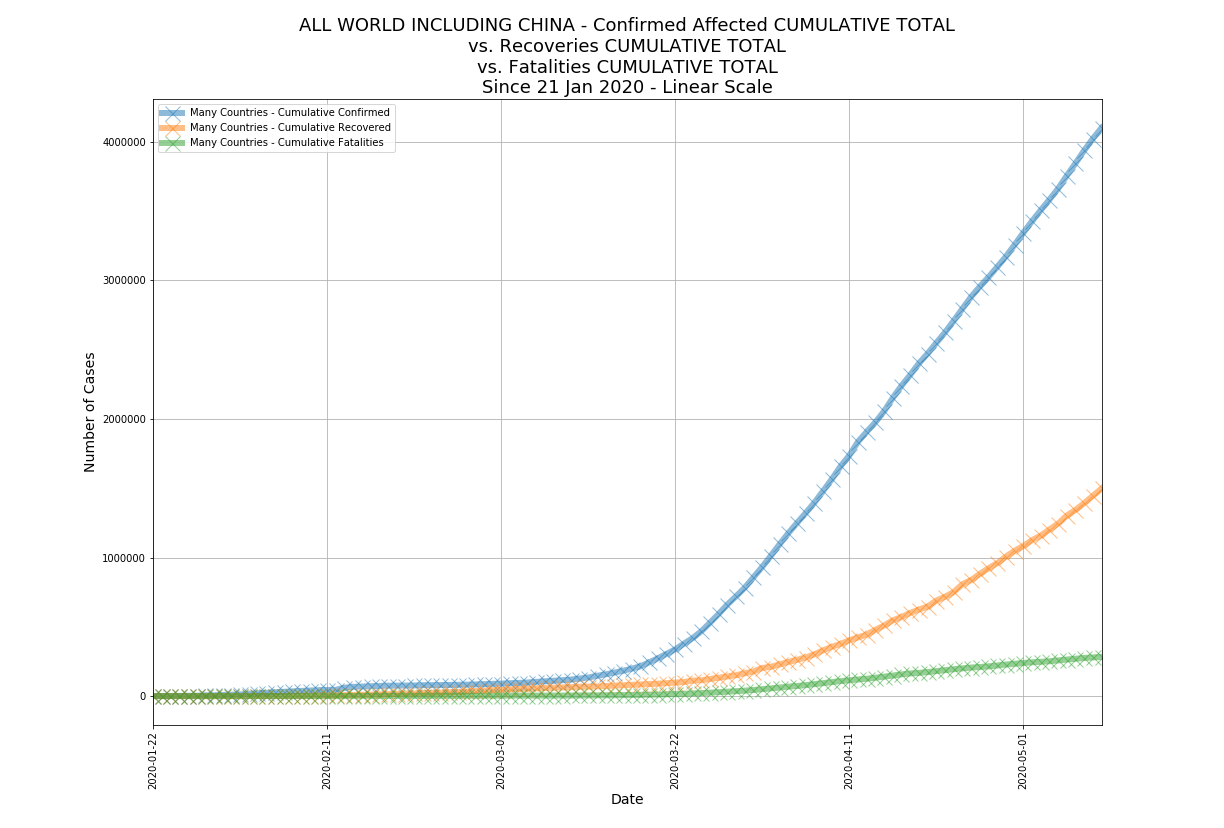 ALL WORLD INCLUDING CHINA - Confirmed Affected CUMULATIVE TOTAL
vs. Recoveries CUMULATIVE TOTAL
vs. Fatalities CUMULATIVE TOTAL
Since 21 Jan 2020 - Linear Scale
Many Countries - Cumulative Confirmed
Many Countries - Cumulative Recovered
Many Countries - Cumulative Fatalities
Number of Cases
4000000
3000000
2000000
1000000
0
2020-01-22
2020-02-11
2020-03-02
2020-03-22
2020-04-11
2020-05-01
Date